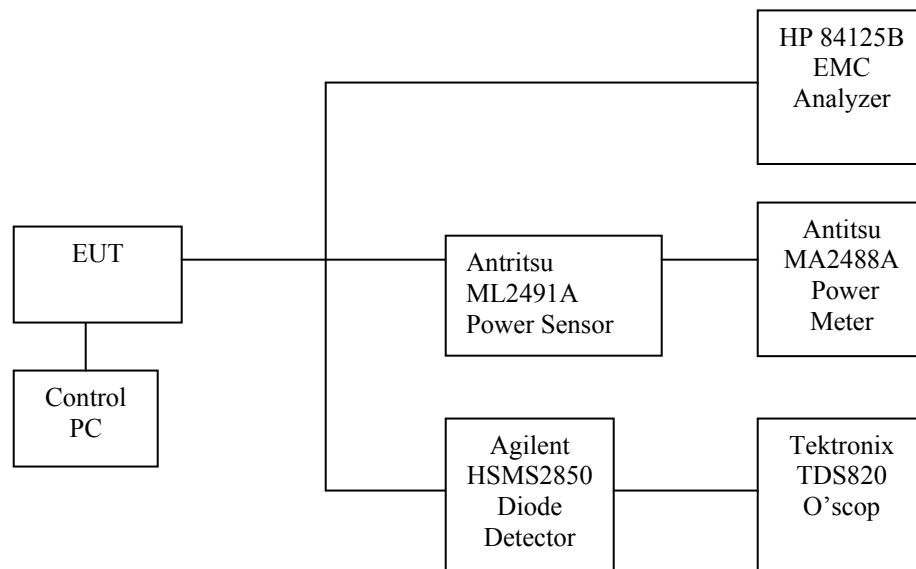 HP 84125B
EMC
Analyzer
EUT
Antritsu
ML2491A
Power Sensor
Antitsu
MA2488A
Power
Meter
Control
PC
Agilent
HSMS2850
Diode
Detector
Tektronix
TDS820
O’scop